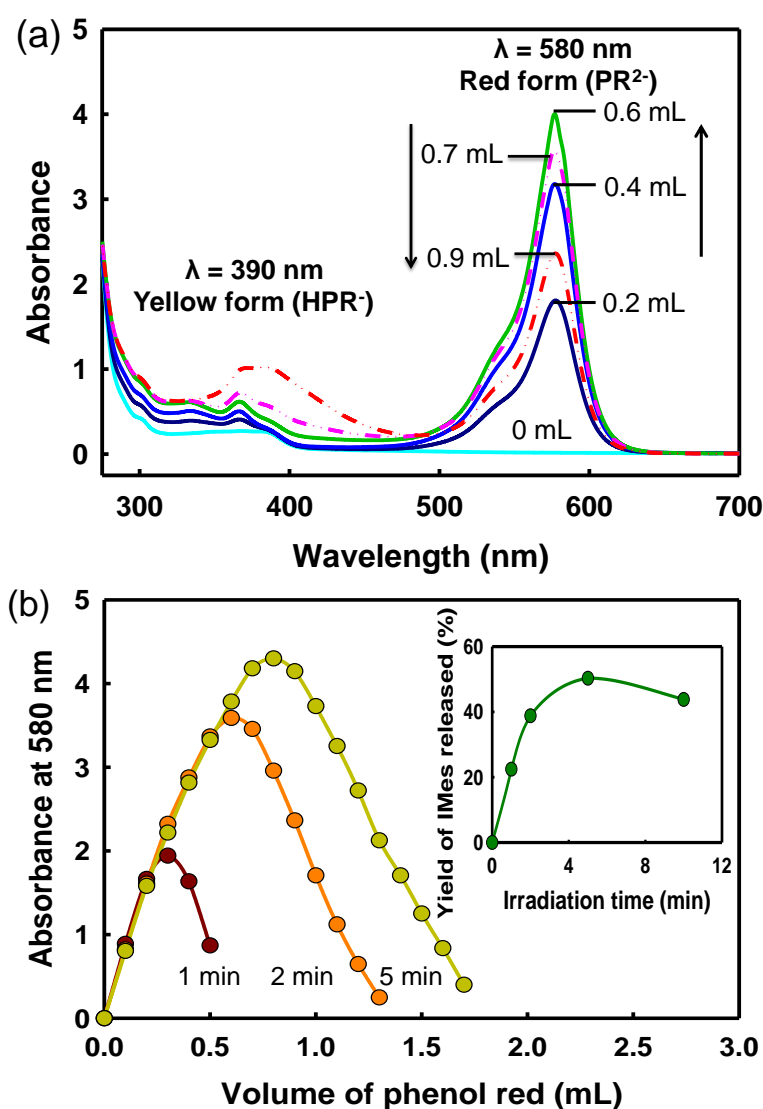 (a)
λ = 580 nm
Red form (PR²⁻)
0.6 mL
0.7 mL
0.4 mL
0.9 mL
0.2 mL
0 mL
λ = 390 nm
Yellow form (HPR⁻)
Absorbance
5
4
3
2
1
0
300 400 500 600 700
Wavelength (nm)
(b)
Absorbance at 580 nm
5
4
3
2
1
0
1 min 2 min 5 min
0.0 0.5 1.0 1.5 2.0 2.5 3.0
Volume of phenol red (mL)
Yield of IMes released (%)
60
40
20
0
0 4 8 12
Irradiation time (min)